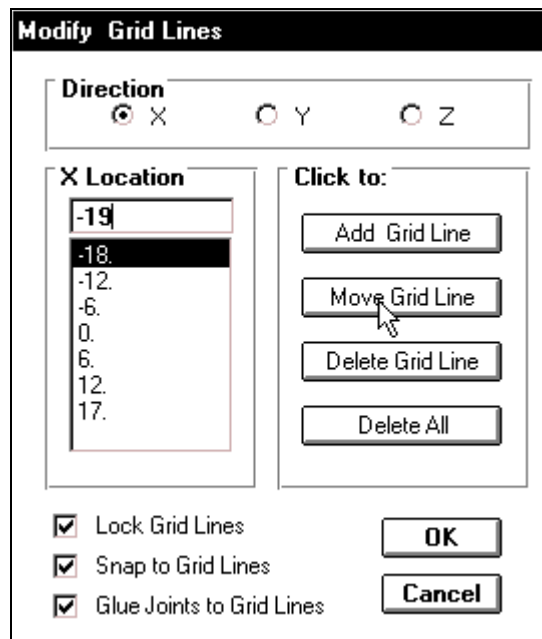 Modify Grid Lines
Direction
X Y Z
X Location
-19
-18.
-12.
-6.
0.
6.
12.
17.
Click to:
Add Grid Line
Move Grid Line
Delete Grid Line
Delete All
Lock Grid Lines
Snap to Grid Lines
Glue Joints to Grid Lines
OK
Cancel